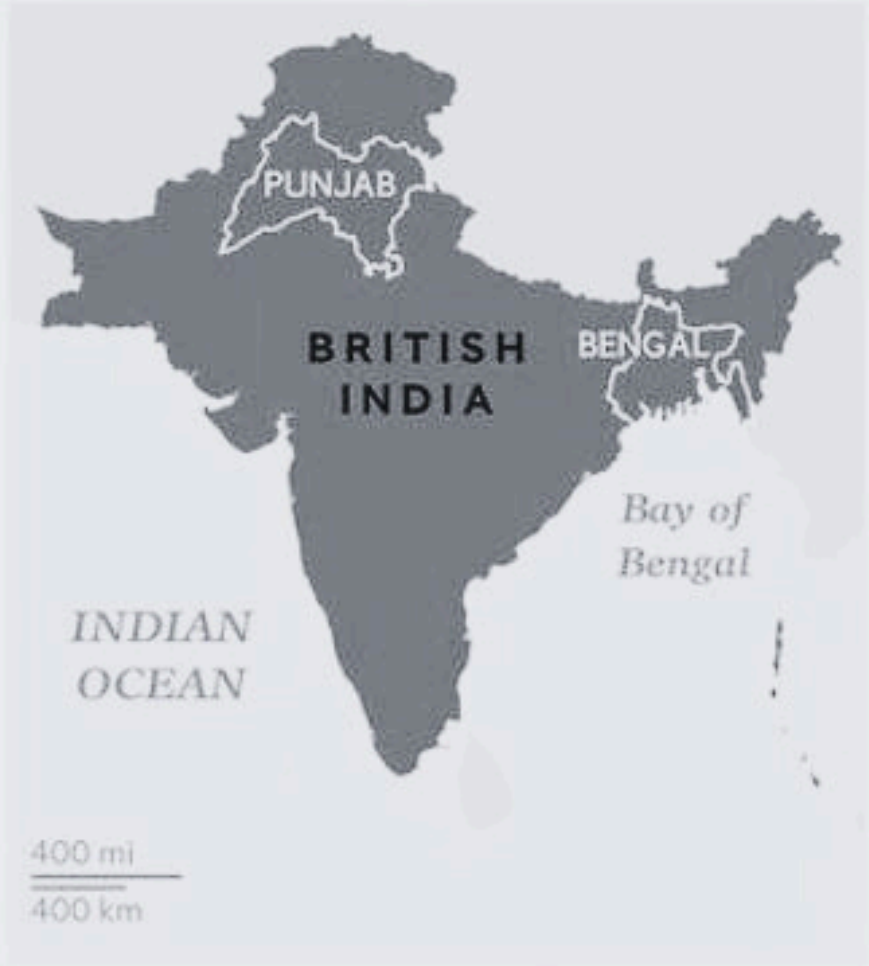 PUNJAB
BRITISH
INDIA
BENGAL
Bay of
Bengal
INDIAN
OCEAN
400 mi
400 km